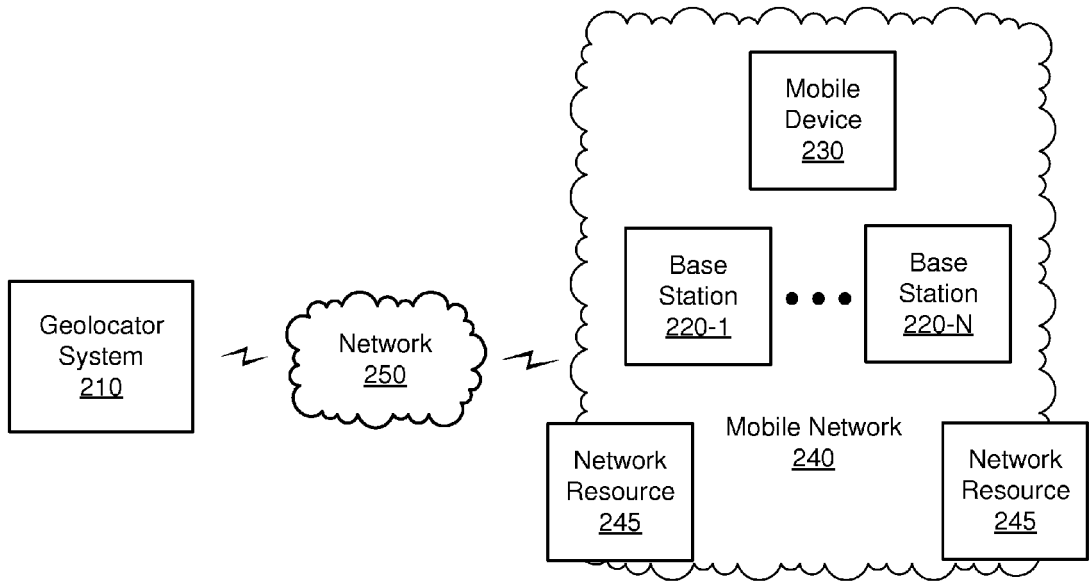 Mobile
Device
230
Base
Station
220-1
Base
Station
220-N
Geolocator
System
210
Network
250
Mobile Network
240
Network
Resource
245
Network
Resource
245